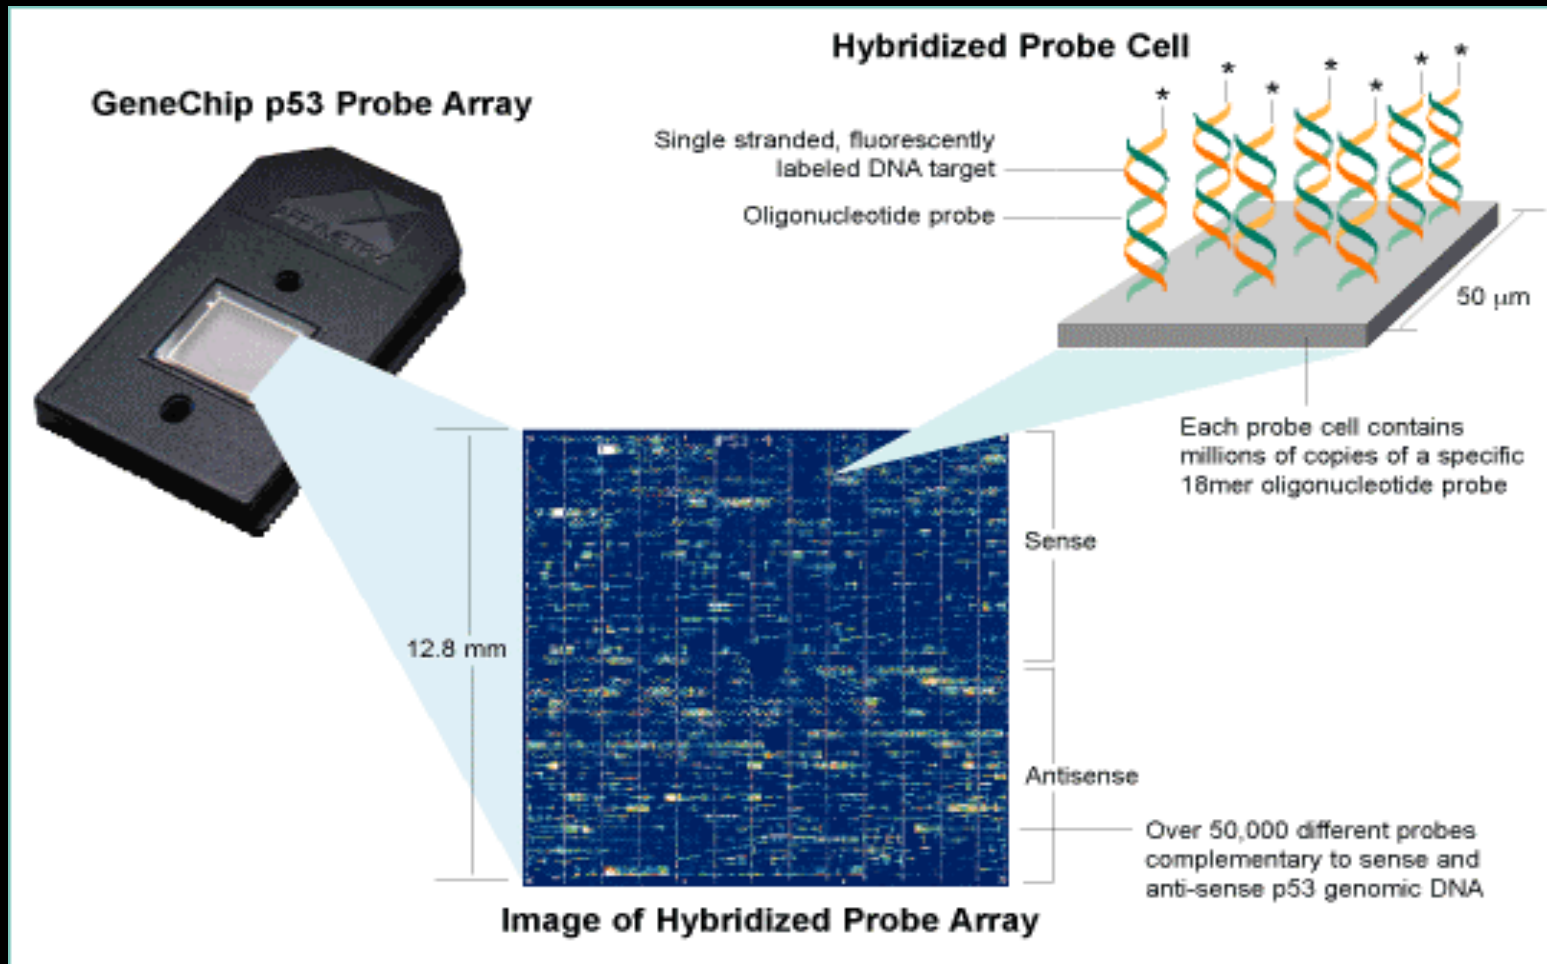 GeneChip p53 Probe Array
AFFYMETRIX
Hybridized Probe Cell
* * * * * * * *
Single stranded, fluorescently
labeled DNA target
Oligonucleotide probe
50 µm
Each probe cell contains
millions of copies of a specific
18mer oligonucleotide probe
12.8 mm
Sense
Antisense
Over 50,000 different probes
complementary to sense and
anti-sense p53 genomic DNA
Image of Hybridized Probe Array